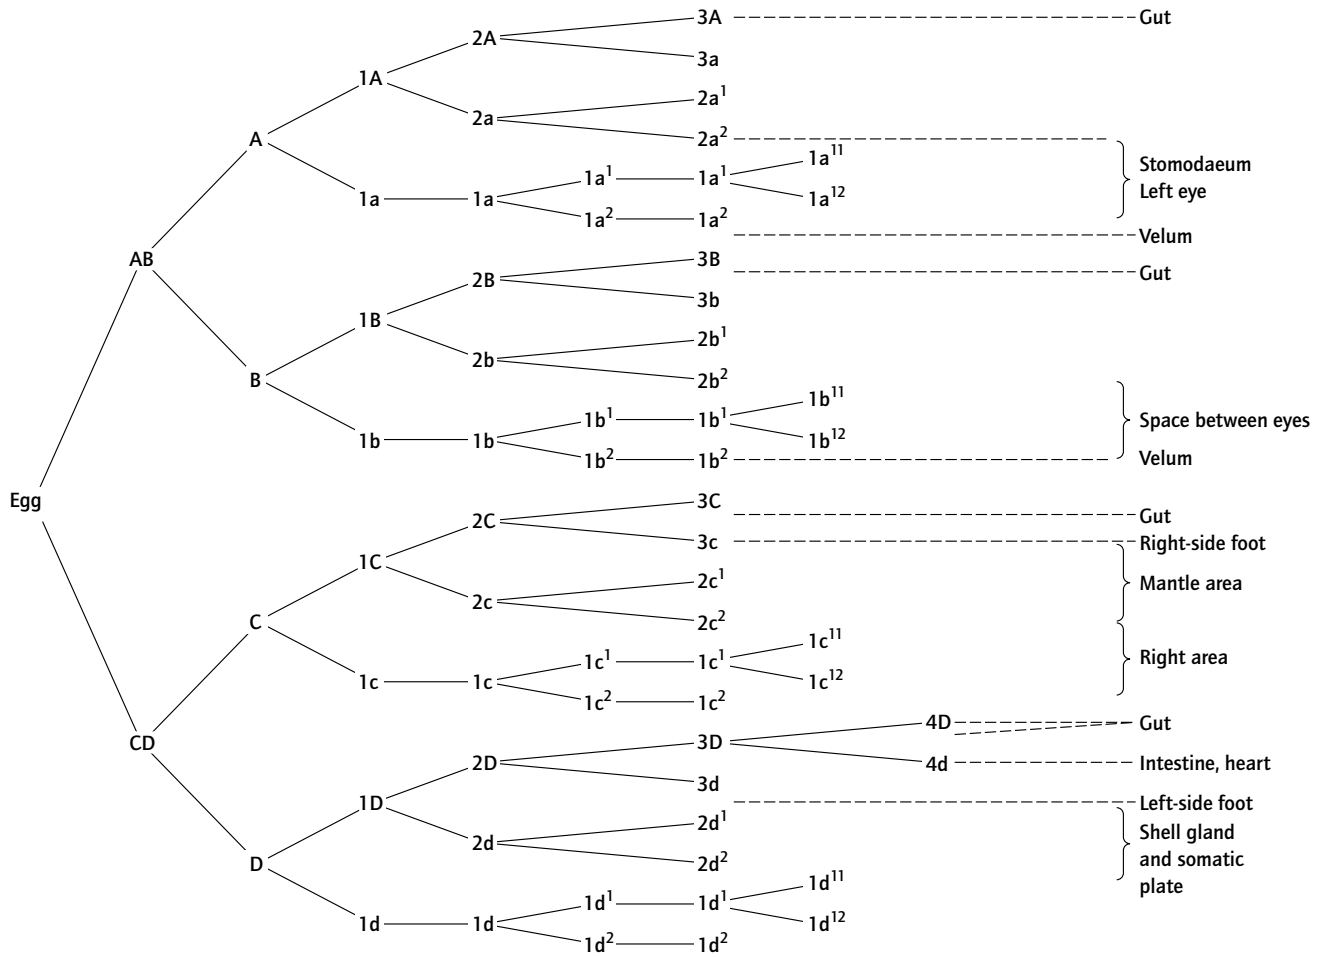 3A Gut
2A
3a
1A
2a¹
2a
2a²
A
1a¹¹
Stomodaeum
1a¹ 1a¹
1a 1a
1a¹²
Left eye
1a² 1a²
Velum
AB
3B
Gut
2B
3b
1B
2b¹
2b
2b²
B
1b¹¹
1b¹ 1b¹
Space between eyes
1b 1b
1b¹²
1b² 1b²
Velum
Egg
3C
Gut
2C
3c
Right-side foot
1C
2c¹
Mantle area
2c
2c²
C
1c¹¹
1c¹ 1c¹
Right area
1c 1c
1c¹²
1c² 1c²
4D Gut
CD
3D
2D
4d Intestine, heart
3d
1D
Left-side foot
2d¹
Shell gland
2d
2d²
and somatic
D
plate
1d¹¹
1d¹ 1d¹
1d 1d
1d¹²
1d² 1d²